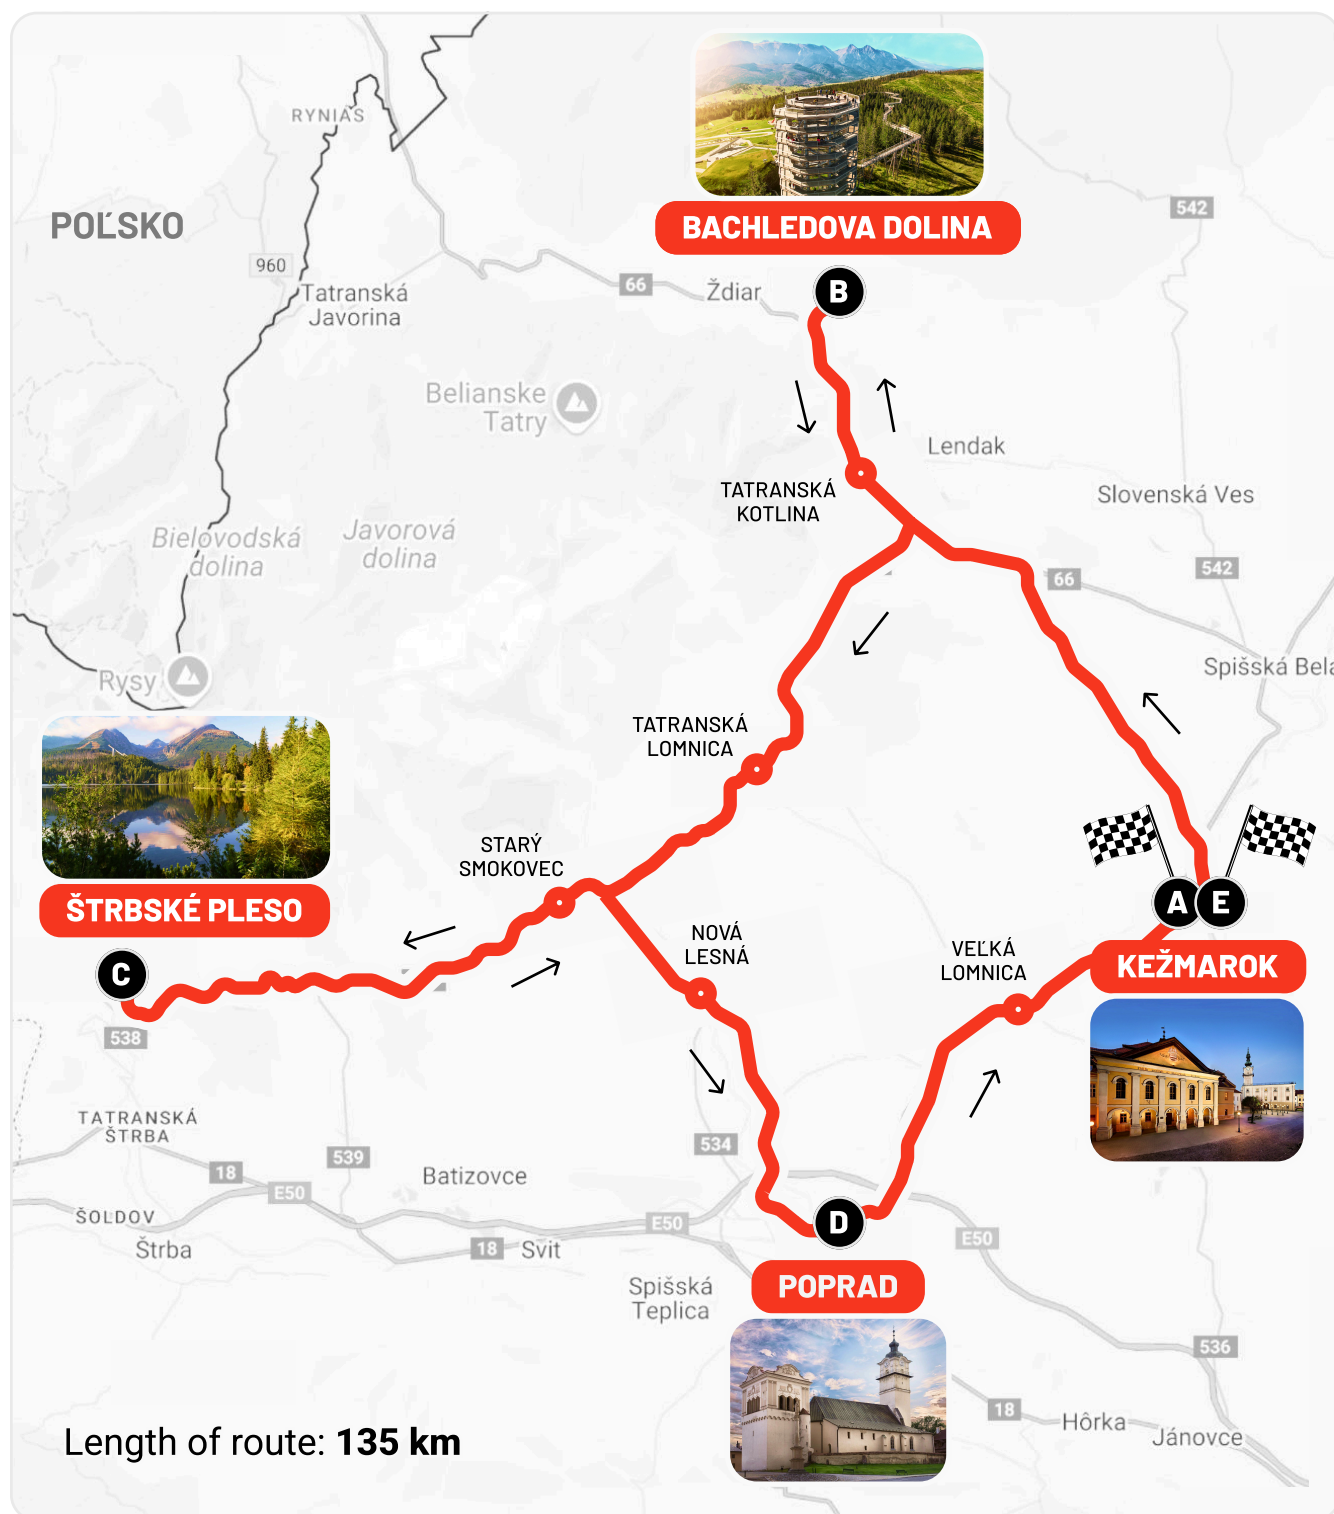 RYNIAS
POĽSKO
BACHLEDOVA DOLINA
542
960
66
Ždiar
B
Tatranská
Javorina
Belianske
Tatry
Lendak
TATRANSKÁ
KOTLINA
Slovenská Ves
Bielovodská
dolina
Javorová
dolina
66
542
Rysy
Spišská Bela
TATRANSKÁ
LOMNICA
STARÝ
SMOKOVEC
ŠTRBSKÉ PLESO
A
E
NOVÁ
LESNÁ
VEĽKÁ
LOMNICA
KEŽMAROK
C
538
TATRANSKÁ
ŠTRBA
534
539
18
Batizovce
E50
ŠOLDOV
Štrba
E50
18
Svit
D
E50
Spišská
Teplica
POPRAD
536
18
Hôrka
Jánovce
Length of route: 135 km